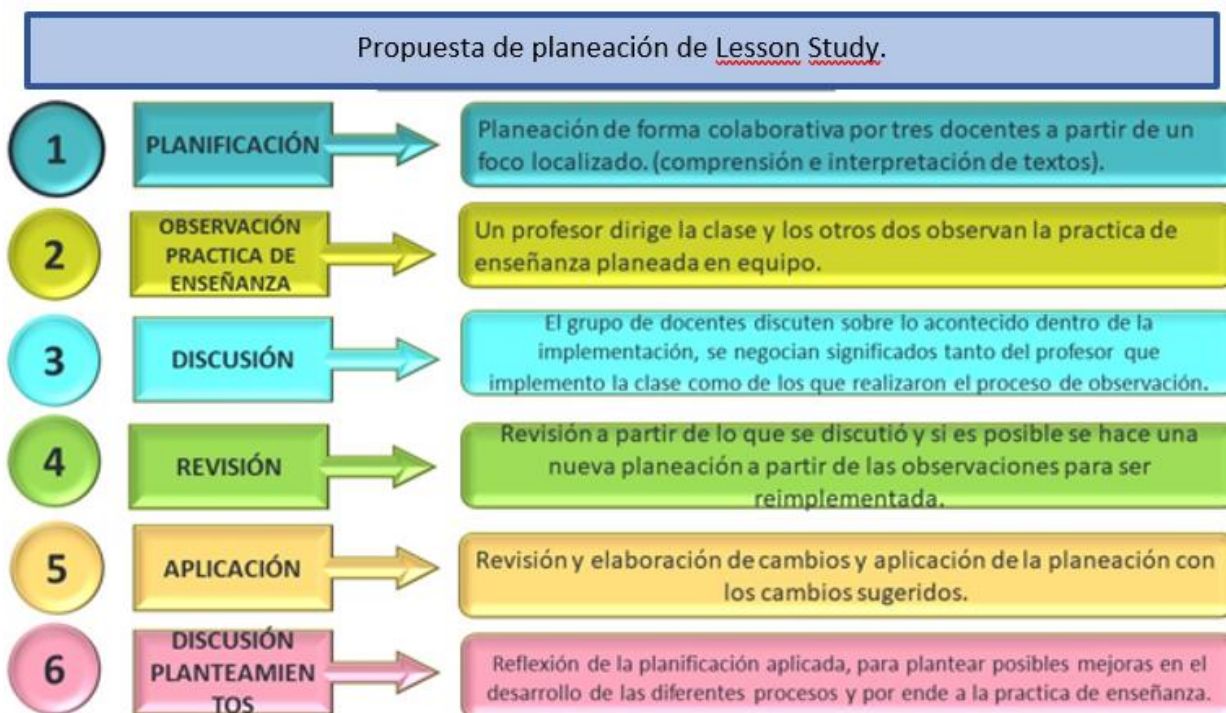 Propuesta de planeación de Lesson Study.
1
PLANIFICACIÓN
Planeación de forma colaborativa por tres docentes a partir de un
foco localizado. (comprensión e interpretación de textos).
2
OBSERVACIÓN
PRACTICA DE
ENSEÑANZA
Un profesor dirige la clase y los otros dos observan la practica de
enseñanza planeada en equipo.
3
DISCUSIÓN
El grupo de docentes discuten sobre lo acontecido dentro de la
implementación, se negocian significados tanto del profesor que
implemento la clase como de los que realizaron el proceso de observación.
4
REVISIÓN
Revisión a partir de lo que se discutió y si es posible se hace una
nueva planeación a partir de las observaciones para ser
reimplementada.
5
APLICACIÓN
Revisión y elaboración de cambios y aplicación de la planeación con
los cambios sugeridos.
6
DISCUSIÓN
PLANTEAMIEN
TOS
Reflexión de la planificación aplicada, para plantear posibles mejoras en el
desarrollo de las diferentes procesos y por ende a la practica de enseñanza.